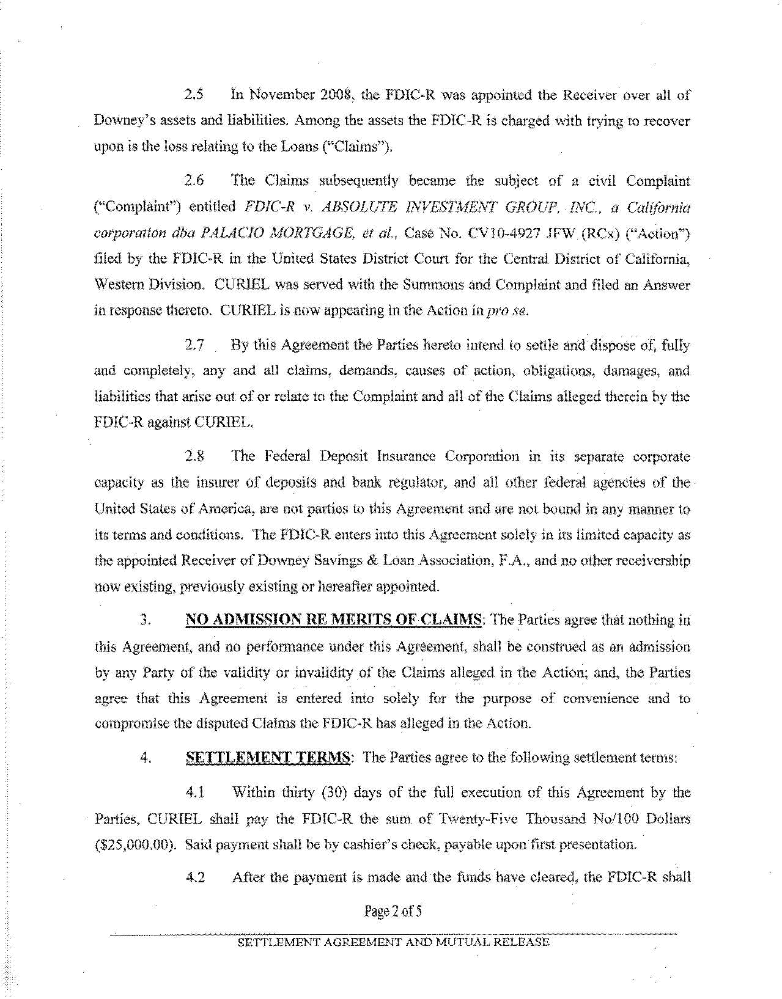 2.5 In November 2008, the FDIC-R was appointed the Receiver over all of
Downey's assets and liabilities. Among the assets the FDIC-R is charged with trying to recover
upon is the loss relating to the Loans ("Claims").
2.6 The Claims subsequently became the subject of a civil Complaint
("Complaint") entitled FDIC-R v. ABSOLUTE INVESTMENT GROUP, INC., a California
corporation dba PALACIO MORTGAGE, et al., Case No. CV10-4927 JFW (RCx) ("Action")
filed by the FDIC-R in the United States District Court for the Central District of California,
Western Division. CURIEL was served with the Summons and Complaint and filed an Answer
in response thereto. CURIEL is now appearing in the Action in pro se.
2.7 By this Agreement the Parties hereto intend to settle and dispose of, fully
and completely, any and all claims, demands, causes of action, obligations, damages, and
liabilities that arise out of or relate to the Complaint and all of the Claims alleged therein by the
FDIC-R against CURIEL.
2.8 The Federal Deposit Insurance Corporation in its separate corporate
capacity as the insurer of deposits and bank regulator, and all other federal agencies of the
United States of America, are not parties to this Agreement and are not bound in any manner to
its terms and conditions. The FDIC-R enters into this Agreement solely in its limited capacity as
the appointed Receiver of Downey Savings & Loan Association, F.A., and no other receivership
now existing, previously existing or hereafter appointed.
3. NO ADMISSION RE MERITS OF CLAIMS: The Parties agree that nothing in
this Agreement, and no performance under this Agreement, shall be construed as an admission
by any Party of the validity or invalidity of the Claims alleged in the Action; and, the Parties
agree that this Agreement is entered into solely for the purpose of convenience and to
compromise the disputed Claims the FDIC-R has alleged in the Action.
4. SETTLEMENT TERMS: The Parties agree to the following settlement terms:
4.1 Within thirty (30) days of the full execution of this Agreement by the
Parties, CURIEL shall pay the FDIC-R the sum of Twenty-Five Thousand No/100 Dollars
($25,000.00). Said payment shall be by cashier's check, payable upon first presentation.
4.2 After the payment is made and the funds have cleared, the FDIC-R shall
Page 2 of 5
SETTLEMENT AGREEMENT AND MUTUAL RELEASE